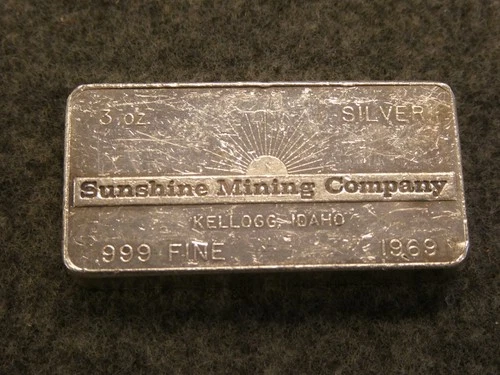 3 oz. SILVER
Sunshine Mining Company
KELLOGG, IDAHO
.999 FINE 1969